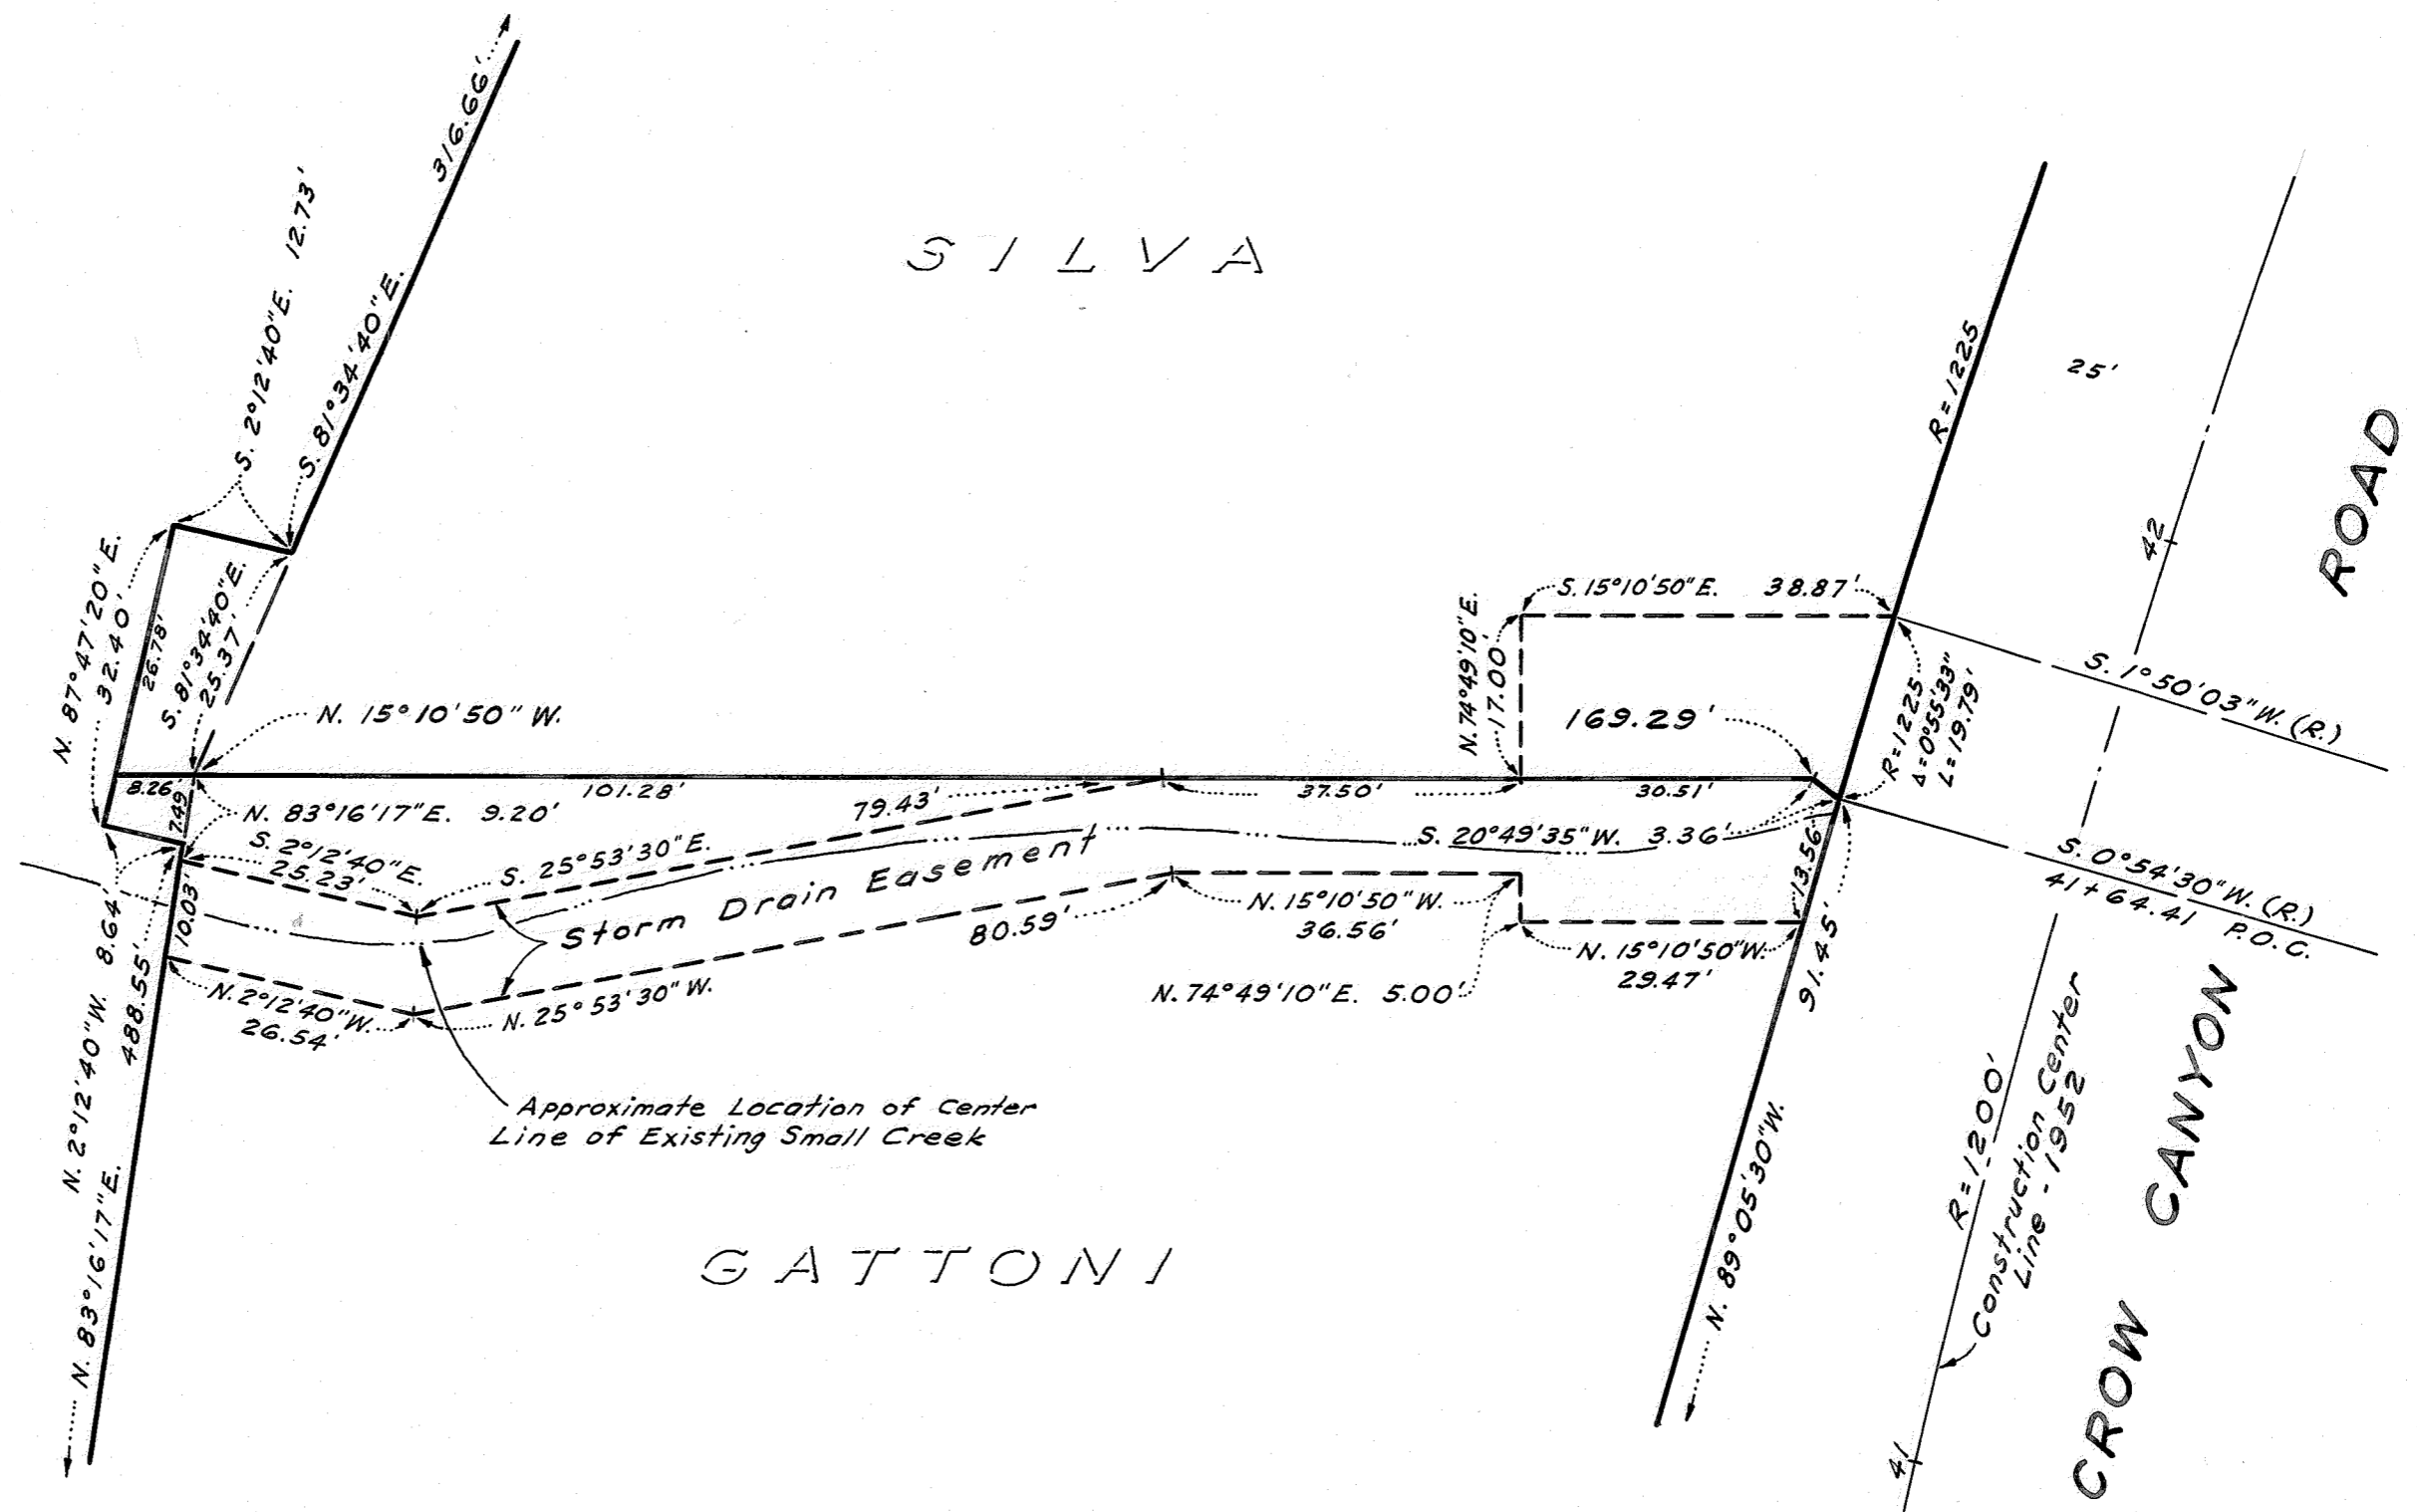 316.66'
S. 2°12'40"E. 12.73'
S. 81°34'40"E.
SILVA
R=1225
25'
ROAD
42
N. 87°47'20"E.
32.40'
26.78'
S. 81°34'40"E.
25.37'
N. 15°10'50" W.
S. 15°10'50"E. 38.87'
N. 74°49'10"E.
17.00'
169.29'
R=1225
Δ=0°55'33"
L=19.79'
S. 1°50'03"W. (R.)
8.26'
7.49'
101.28'
79.43'
37.50'
30.51'
N. 83°16'17"E. 9.20'
S. 2°12'40"E.
25.23'
S. 25°53'30"E.
Storm Drain Easement
S. 20°49'35"W. 3.36'
13.56'
S. 0°54'30"W. (R.)
41+64.41 P.O.C.
10.03'
N. 2°12'40"W. 8.64'
488.55'
N. 83°16'17"E.
N. 2°12'40"W.
26.54'
N. 25°53'30"W.
80.59'
N. 15°10'50"W.
36.56'
N. 74°49'10"E. 5.00'
N. 15°10'50"W.
29.47'
91.45'
N. 89°05'30"W.
Approximate Location of Center
Line of Existing Small Creek
GATTONI
R=1200'
Construction Center
Line - 1952
CROW CANYON
41